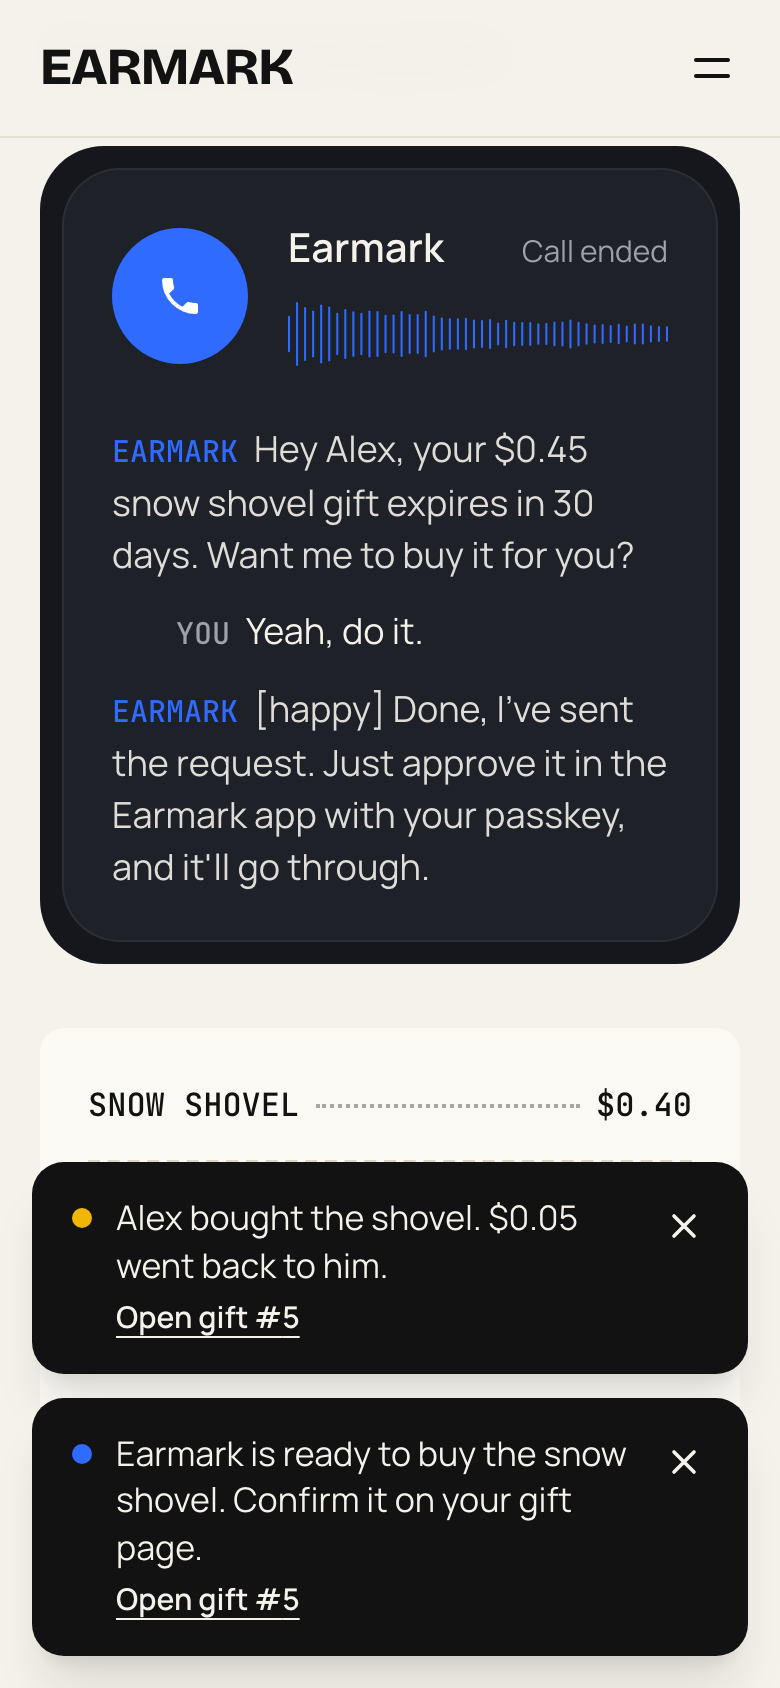 EARMARK
Earmark
Call ended
EARMARK Hey Alex, your $0.45
snow shovel gift expires in 30
days. Want me to buy it for you?
YOU Yeah, do it.
EARMARK [happy] Done, I’ve sent
the request. Just approve it in the
Earmark app with your passkey,
and it'll go through.
SNOW SHOVEL $0.40
Alex bought the shovel. $0.05
went back to him.
Open gift #5
Earmark is ready to buy the snow
shovel. Confirm it on your gift
page.
Open gift #5